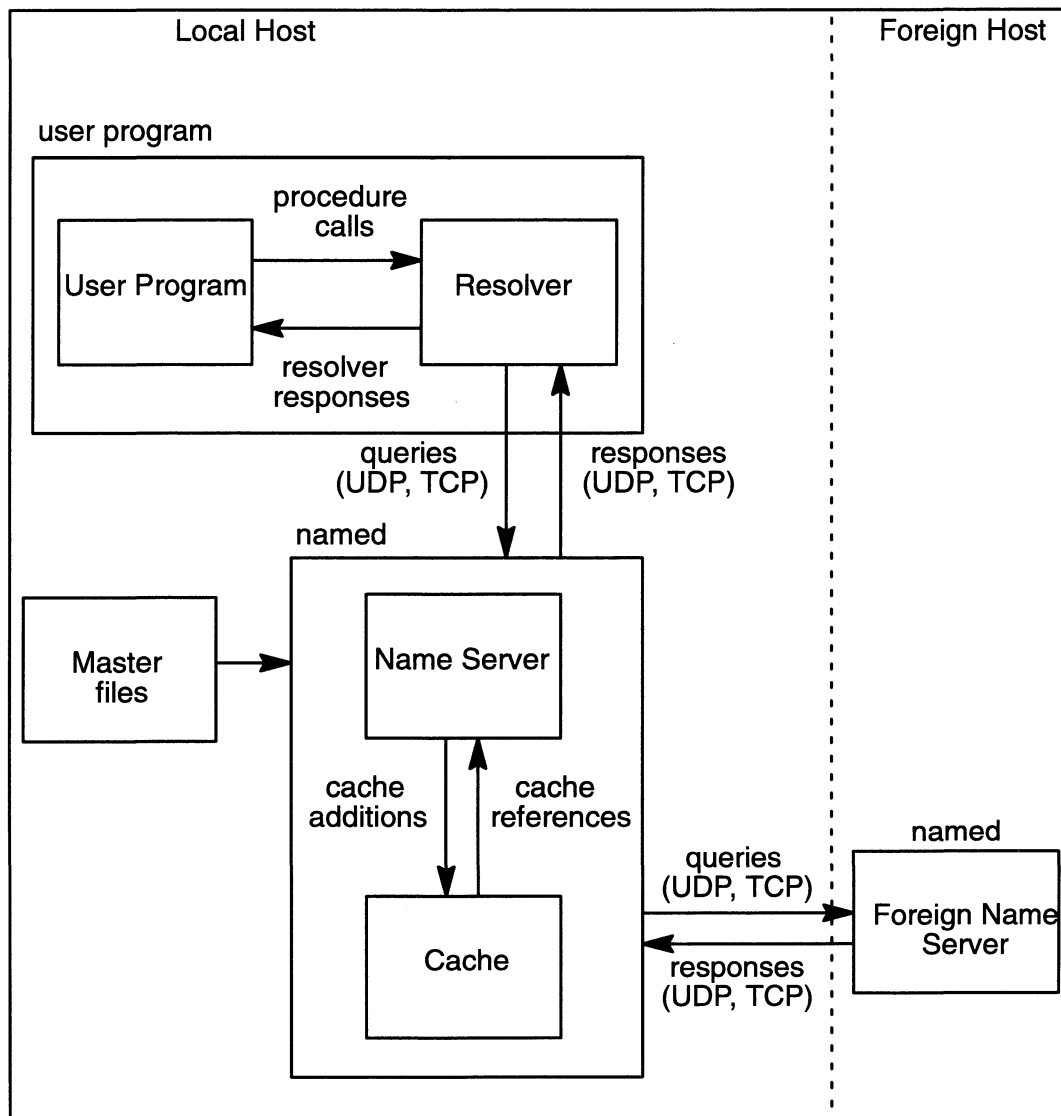 Local Host
Foreign Host
user program
procedure
calls
User Program
Resolver
resolver
responses
queries
(UDP, TCP)
responses
(UDP, TCP)
named
Master
files
Name Server
cache
additions
cache
references
Cache
queries
(UDP, TCP)
responses
(UDP, TCP)
named
Foreign Name
Server